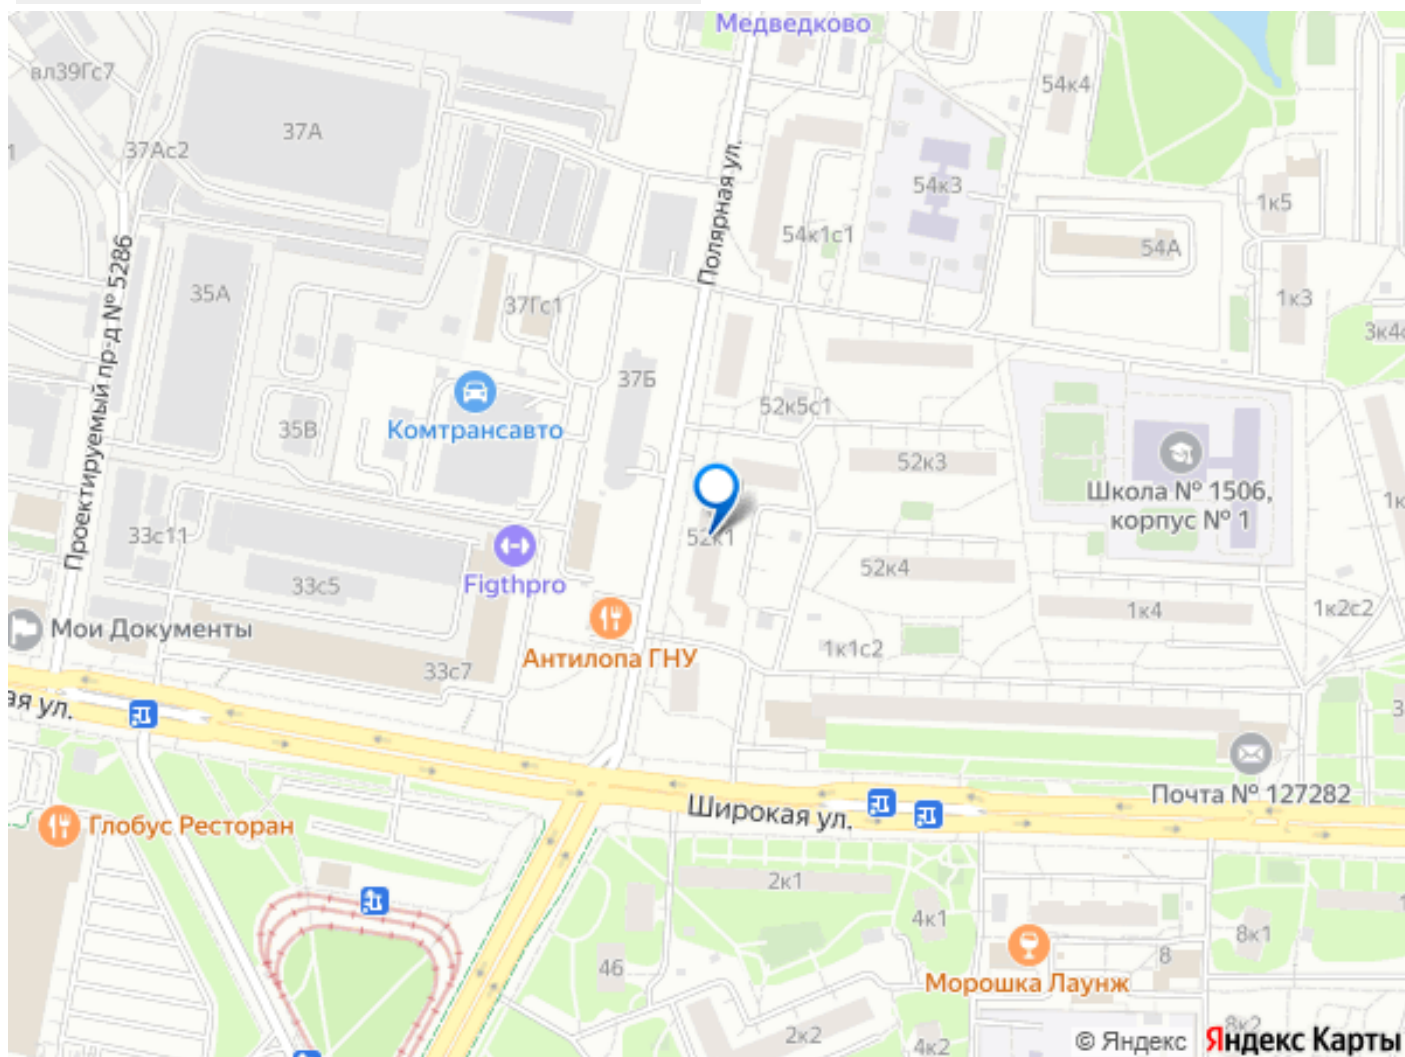 Медведково
вл39Гс7
54к4
37А
37Ас2
Полярная ул.
54к3
1к5
54к1с1
54А
Проектируемый пр-д № 5286
35А
37Гс1
1к3
37Б
52к5с1
35В
Комтрансавто
52к3
Школа № 1506,
корпус № 1
33с11
52к1
Figthpro
33с5
52к4
1к4
1к2с2
Мои Документы
Антилопа ГНУ
1к1с2
33с7
ая ул.
Почта № 127282
Широкая ул.
Глобус Ресторан
2к1
4к1
8к1
46
8
Морошка Лаунж
2к2
4к2
8к2
© Яндекс Яндекс Карты